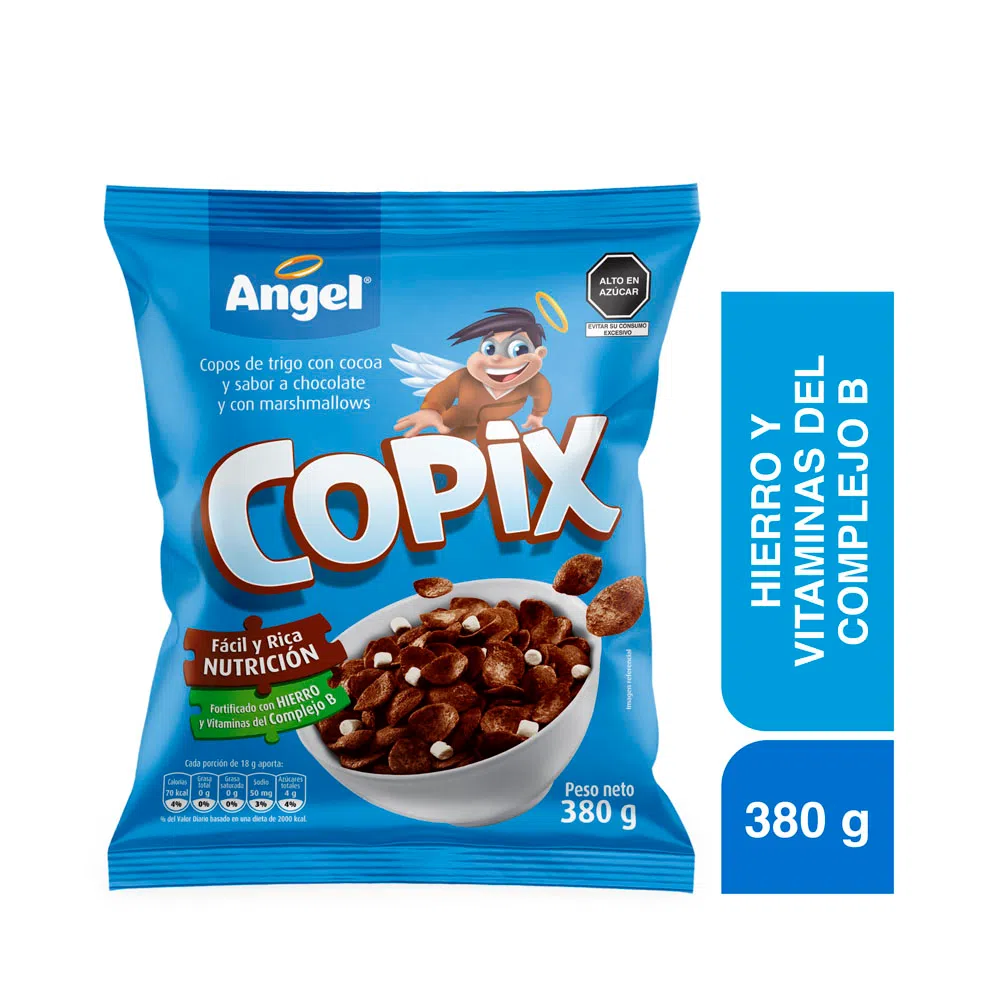 Angel®
ALTO EN
AZÚCAR
EVITAR SU CONSUMO
EXCESIVO
Copos de trigo con cocoa
y sabor a chocolate
y con marshmallows
COPiX
Fácil y Rica
NUTRICIÓN
Fortificado con HIERRO
y Vitaminas del Complejo B
Imagen referencial
Cada porción de 18 g aporta:
Calorías 70 kcal 4%
Grasa total 0 g 0%
Grasa saturada 0 g 0%
Sodio 50 mg 3%
Azúcares totales 4 g 4%
% del Valor Diario basado en una dieta de 2000 kcal.
Peso neto
380 g
HIERRO Y
VITAMINAS DEL
COMPLEJO B
380 g